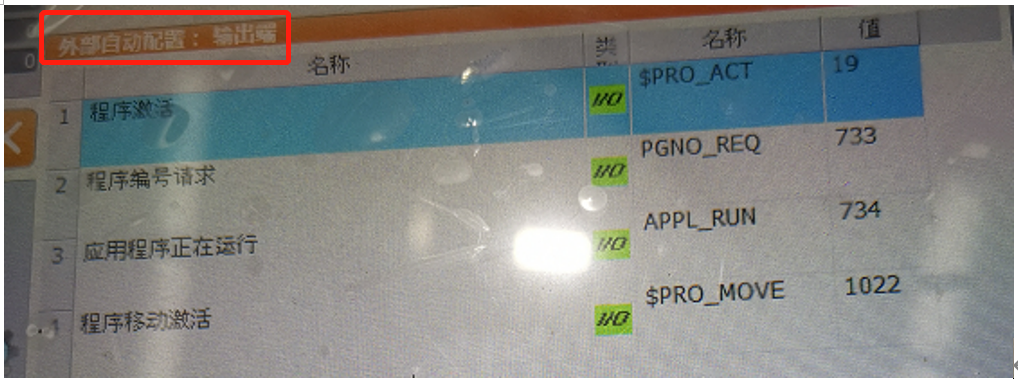 外部自动配置：输出端
0
名称 类型 名称 值
1 程序激活 I/O $PRO_ACT 19
2 程序编号请求 I/O PGNO_REQ 733
3 应用程序正在运行 I/O APPL_RUN 734
4 程序移动激活 I/O $PRO_MOVE 1022